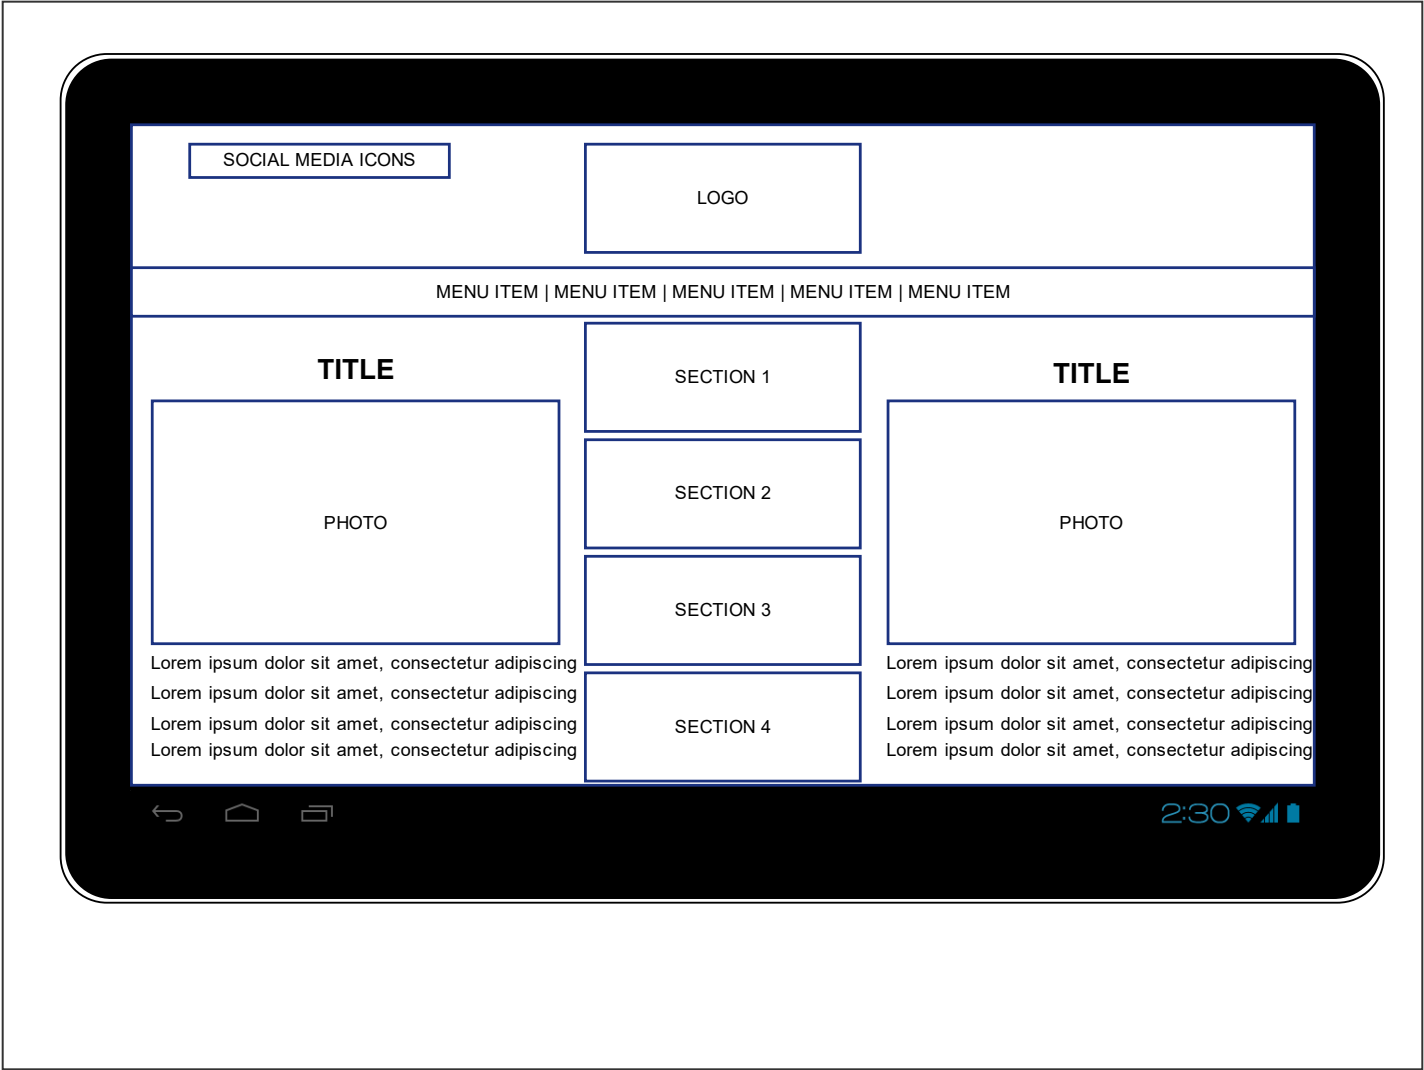 SOCIAL MEDIA ICONS
LOGO
MENU ITEM | MENU ITEM | MENU ITEM | MENU ITEM | MENU ITEM
TITLE
PHOTO
Lorem ipsum dolor sit amet, consectetur adipiscing
Lorem ipsum dolor sit amet, consectetur adipiscing
Lorem ipsum dolor sit amet, consectetur adipiscing
Lorem ipsum dolor sit amet, consectetur adipiscing
SECTION 1
SECTION 2
SECTION 3
SECTION 4
TITLE
PHOTO
Lorem ipsum dolor sit amet, consectetur adipiscing
Lorem ipsum dolor sit amet, consectetur adipiscing
Lorem ipsum dolor sit amet, consectetur adipiscing
Lorem ipsum dolor sit amet, consectetur adipiscing
2:30